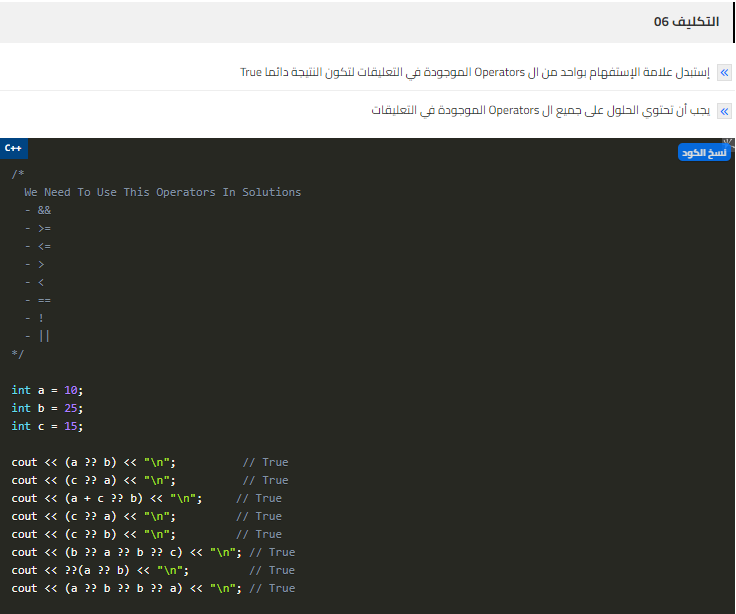 التكليف 06
إستبدل علامة الإستفهام بواحد من ال Operators الموجودة في التعليقات لتكون النتيجة دائما True
يجب أن تحتوي الحلول على جميع ال Operators الموجودة في التعليقات
C++
نسخ الكود
/*
  We Need To Use This Operators In Solutions
  - &&
  - >=
  - <=
  - >
  - <
  - ==
  - !
  - ||
*/
int a = 10;
int b = 25;
int c = 15;
cout << (a ?? b) << "\n";          // True
cout << (c ?? a) << "\n";          // True
cout << (a + c ?? b) << "\n";     // True
cout << (c ?? a) << "\n";         // True
cout << (c ?? b) << "\n";         // True
cout << (b ?? a ?? b ?? c) << "\n"; // True
cout << ??(a ?? b) << "\n";         // True
cout << (a ?? b ?? b ?? a) << "\n"; // True